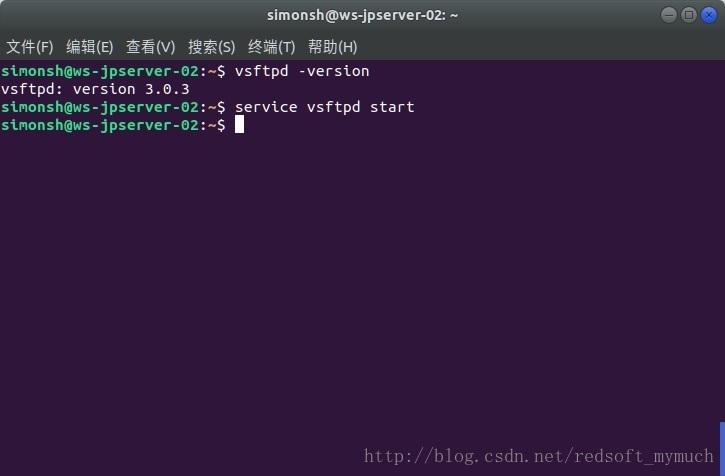 simonsh@ws-jpserver-02: ~
文件(F) 编辑(E) 查看(V) 搜索(S) 终端(T) 帮助(H)
simonsh@ws-jpserver-02:~$ vsftpd -version
vsftpd: version 3.0.3
simonsh@ws-jpserver-02:~$ service vsftpd start
simonsh@ws-jpserver-02:~$
http://blog.csdn.net/redsoft_mymuch